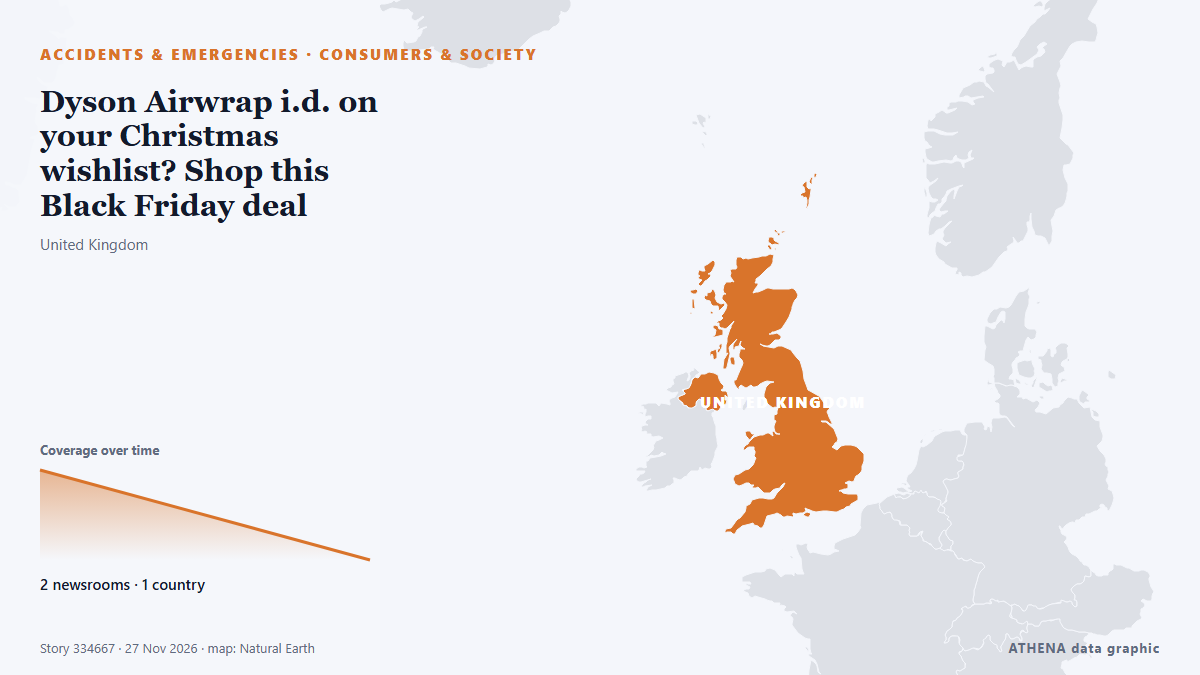 ACCIDENTS & EMERGENCIES · CONSUMERS & SOCIETY
Dyson Airwrap i.d. on
your Christmas
wishlist? Shop this
Black Friday deal
United Kingdom
UNITED KINGDOM
Coverage over time
2 newsrooms · 1 country
Story 334667 · 27 Nov 2026 · map: Natural Earth
ATHENA data graphic